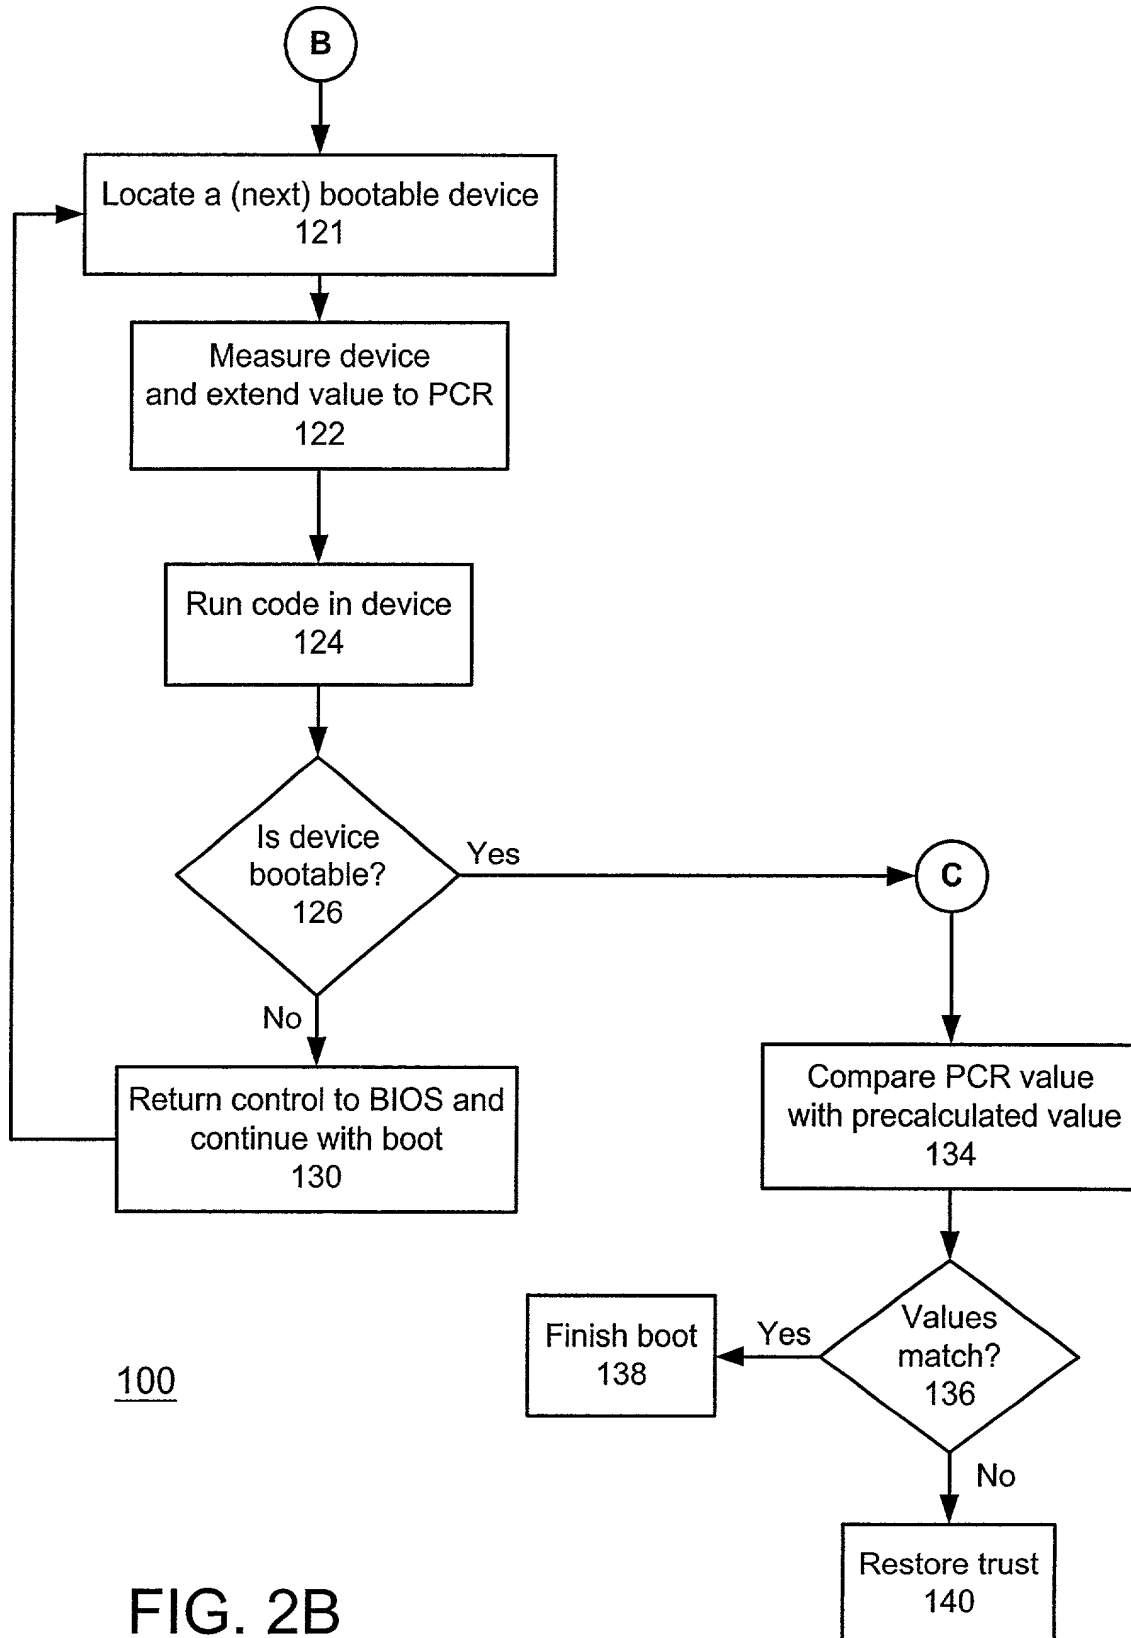 B
Locate a (next) bootable device
121
Measure device
and extend value to PCR
122
Run code in device
124
Is device
bootable?
126
Yes
C
No
Return control to BIOS and
continue with boot
130
Compare PCR value
with precalculated value
134
Values
match?
136
Yes
Finish boot
138
No
Restore trust
140
100
FIG. 2B